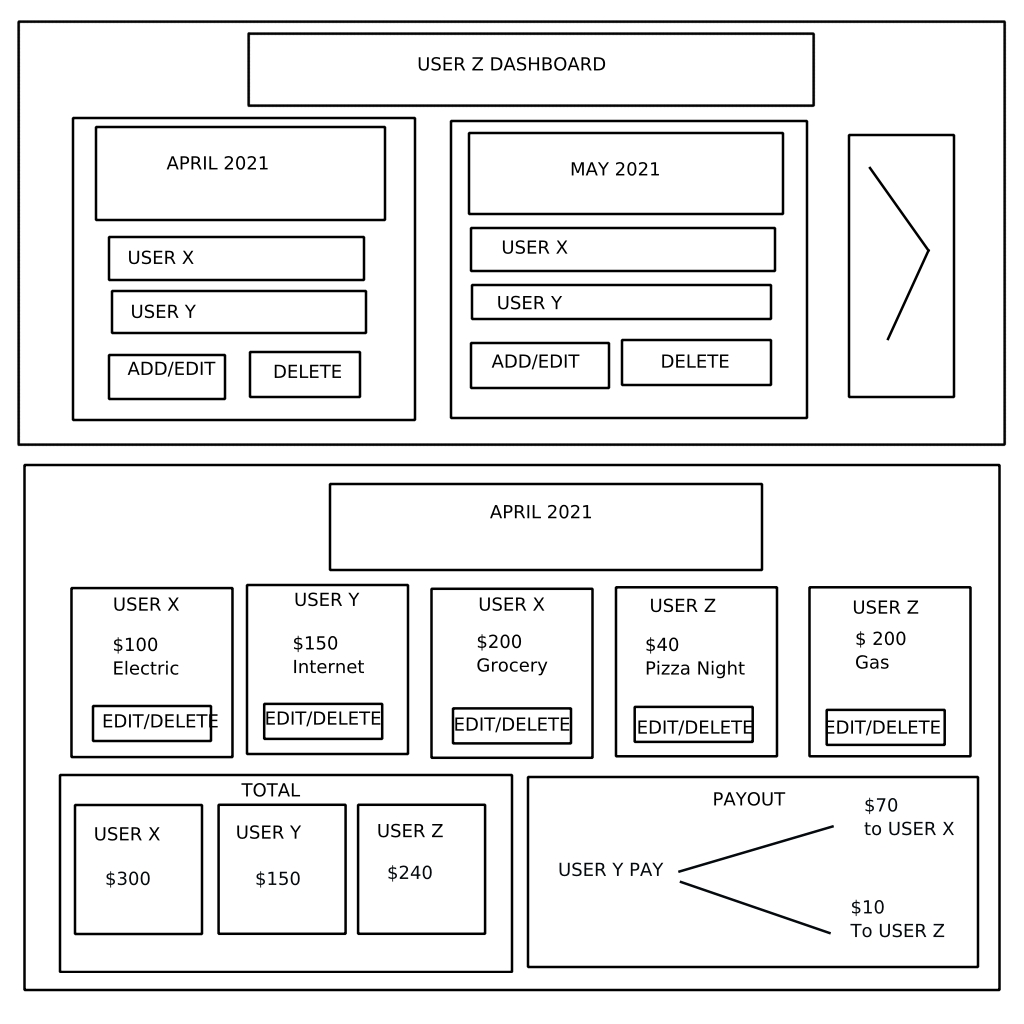 USER Z DASHBOARD
APRIL 2021
USER X
USER Y
ADD/EDIT
DELETE
MAY 2021
USER X
USER Y
ADD/EDIT
DELETE
APRIL 2021
USER X
$100
Electric
EDIT/DELETE
USER Y
$150
Internet
EDIT/DELETE
USER X
$200
Grocery
EDIT/DELETE
USER Z
$40
Pizza Night
EDIT/DELETE
USER Z
$ 200
Gas
EDIT/DELETE
TOTAL
USER X
$300
USER Y
$150
USER Z
$240
PAYOUT
USER Y PAY
$70
to USER X
$10
To USER Z